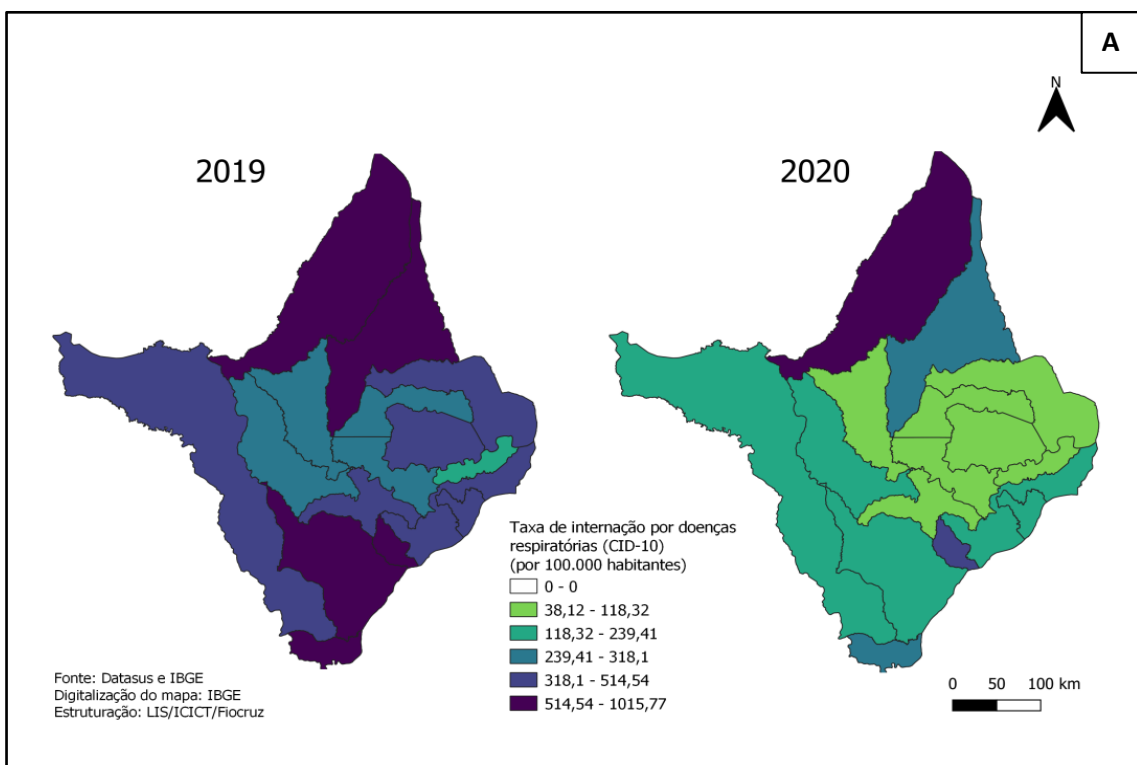 A
N
2019
2020
Taxa de internação por doenças
respiratórias (CID-10)
(por 100.000 habitantes)
0 - 0
38,12 - 118,32
118,32 - 239,41
239,41 - 318,1
318,1 - 514,54
514,54 - 1015,77
Fonte: Datasus e IBGE
Digitalização do mapa: IBGE
Estruturação: LIS/ICICT/Fiocruz
0 50 100 km